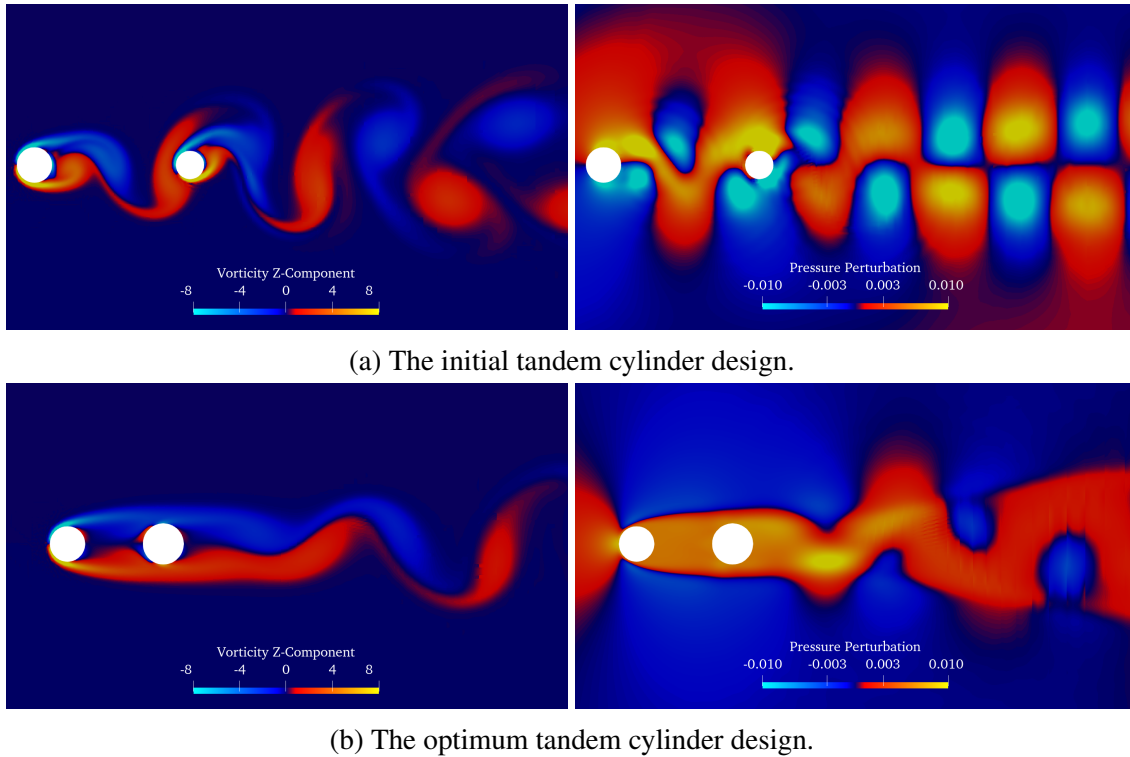 Vorticity Z-Component
-8 -4 0 4 8
Pressure Perturbation
-0.010 -0.003 0.003 0.010
(a) The initial tandem cylinder design.
Vorticity Z-Component
-8 -4 0 4 8
Pressure Perturbation
-0.010 -0.003 0.003 0.010
(b) The optimum tandem cylinder design.